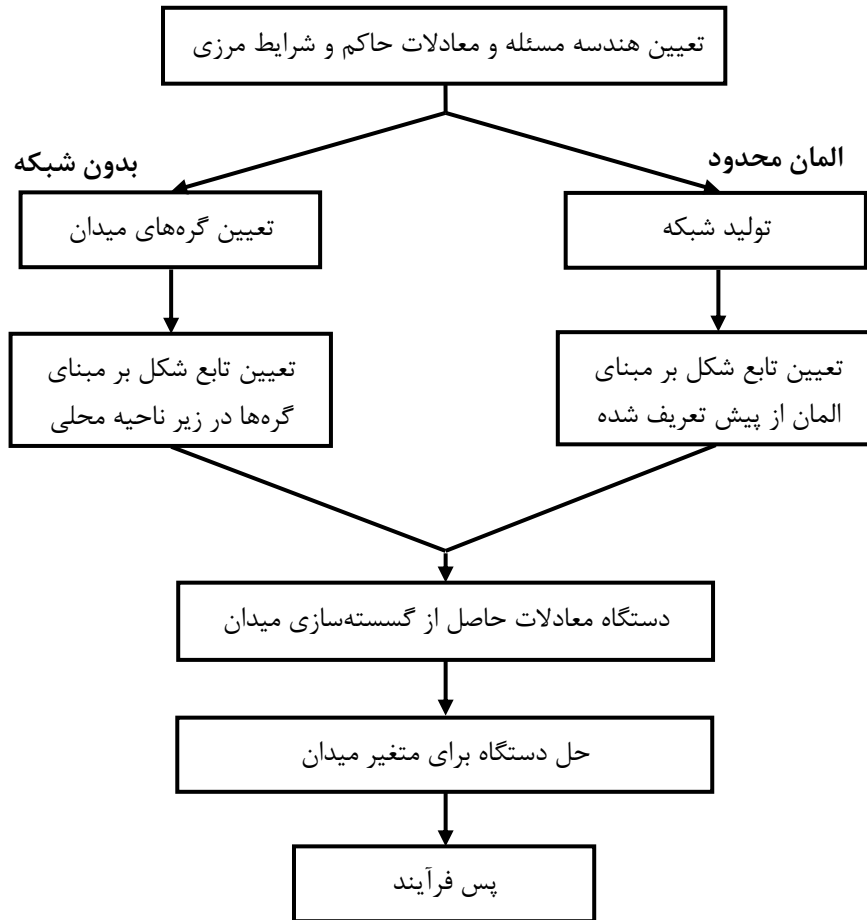 تعیین هندسه مسئله و معادلات حاکم و شرایط مرزی
المان محدود
بدون شبکه
تولید شبکه
تعیین گره‌های میدان
تعیین تابع شکل بر مبنای
المان از پیش تعریف شده
تعیین تابع شکل بر مبنای
گره‌ها در زیر ناحیه محلی
دستگاه معادلات حاصل از گسسته‌سازی میدان
حل دستگاه برای متغیر میدان
پس فرآیند